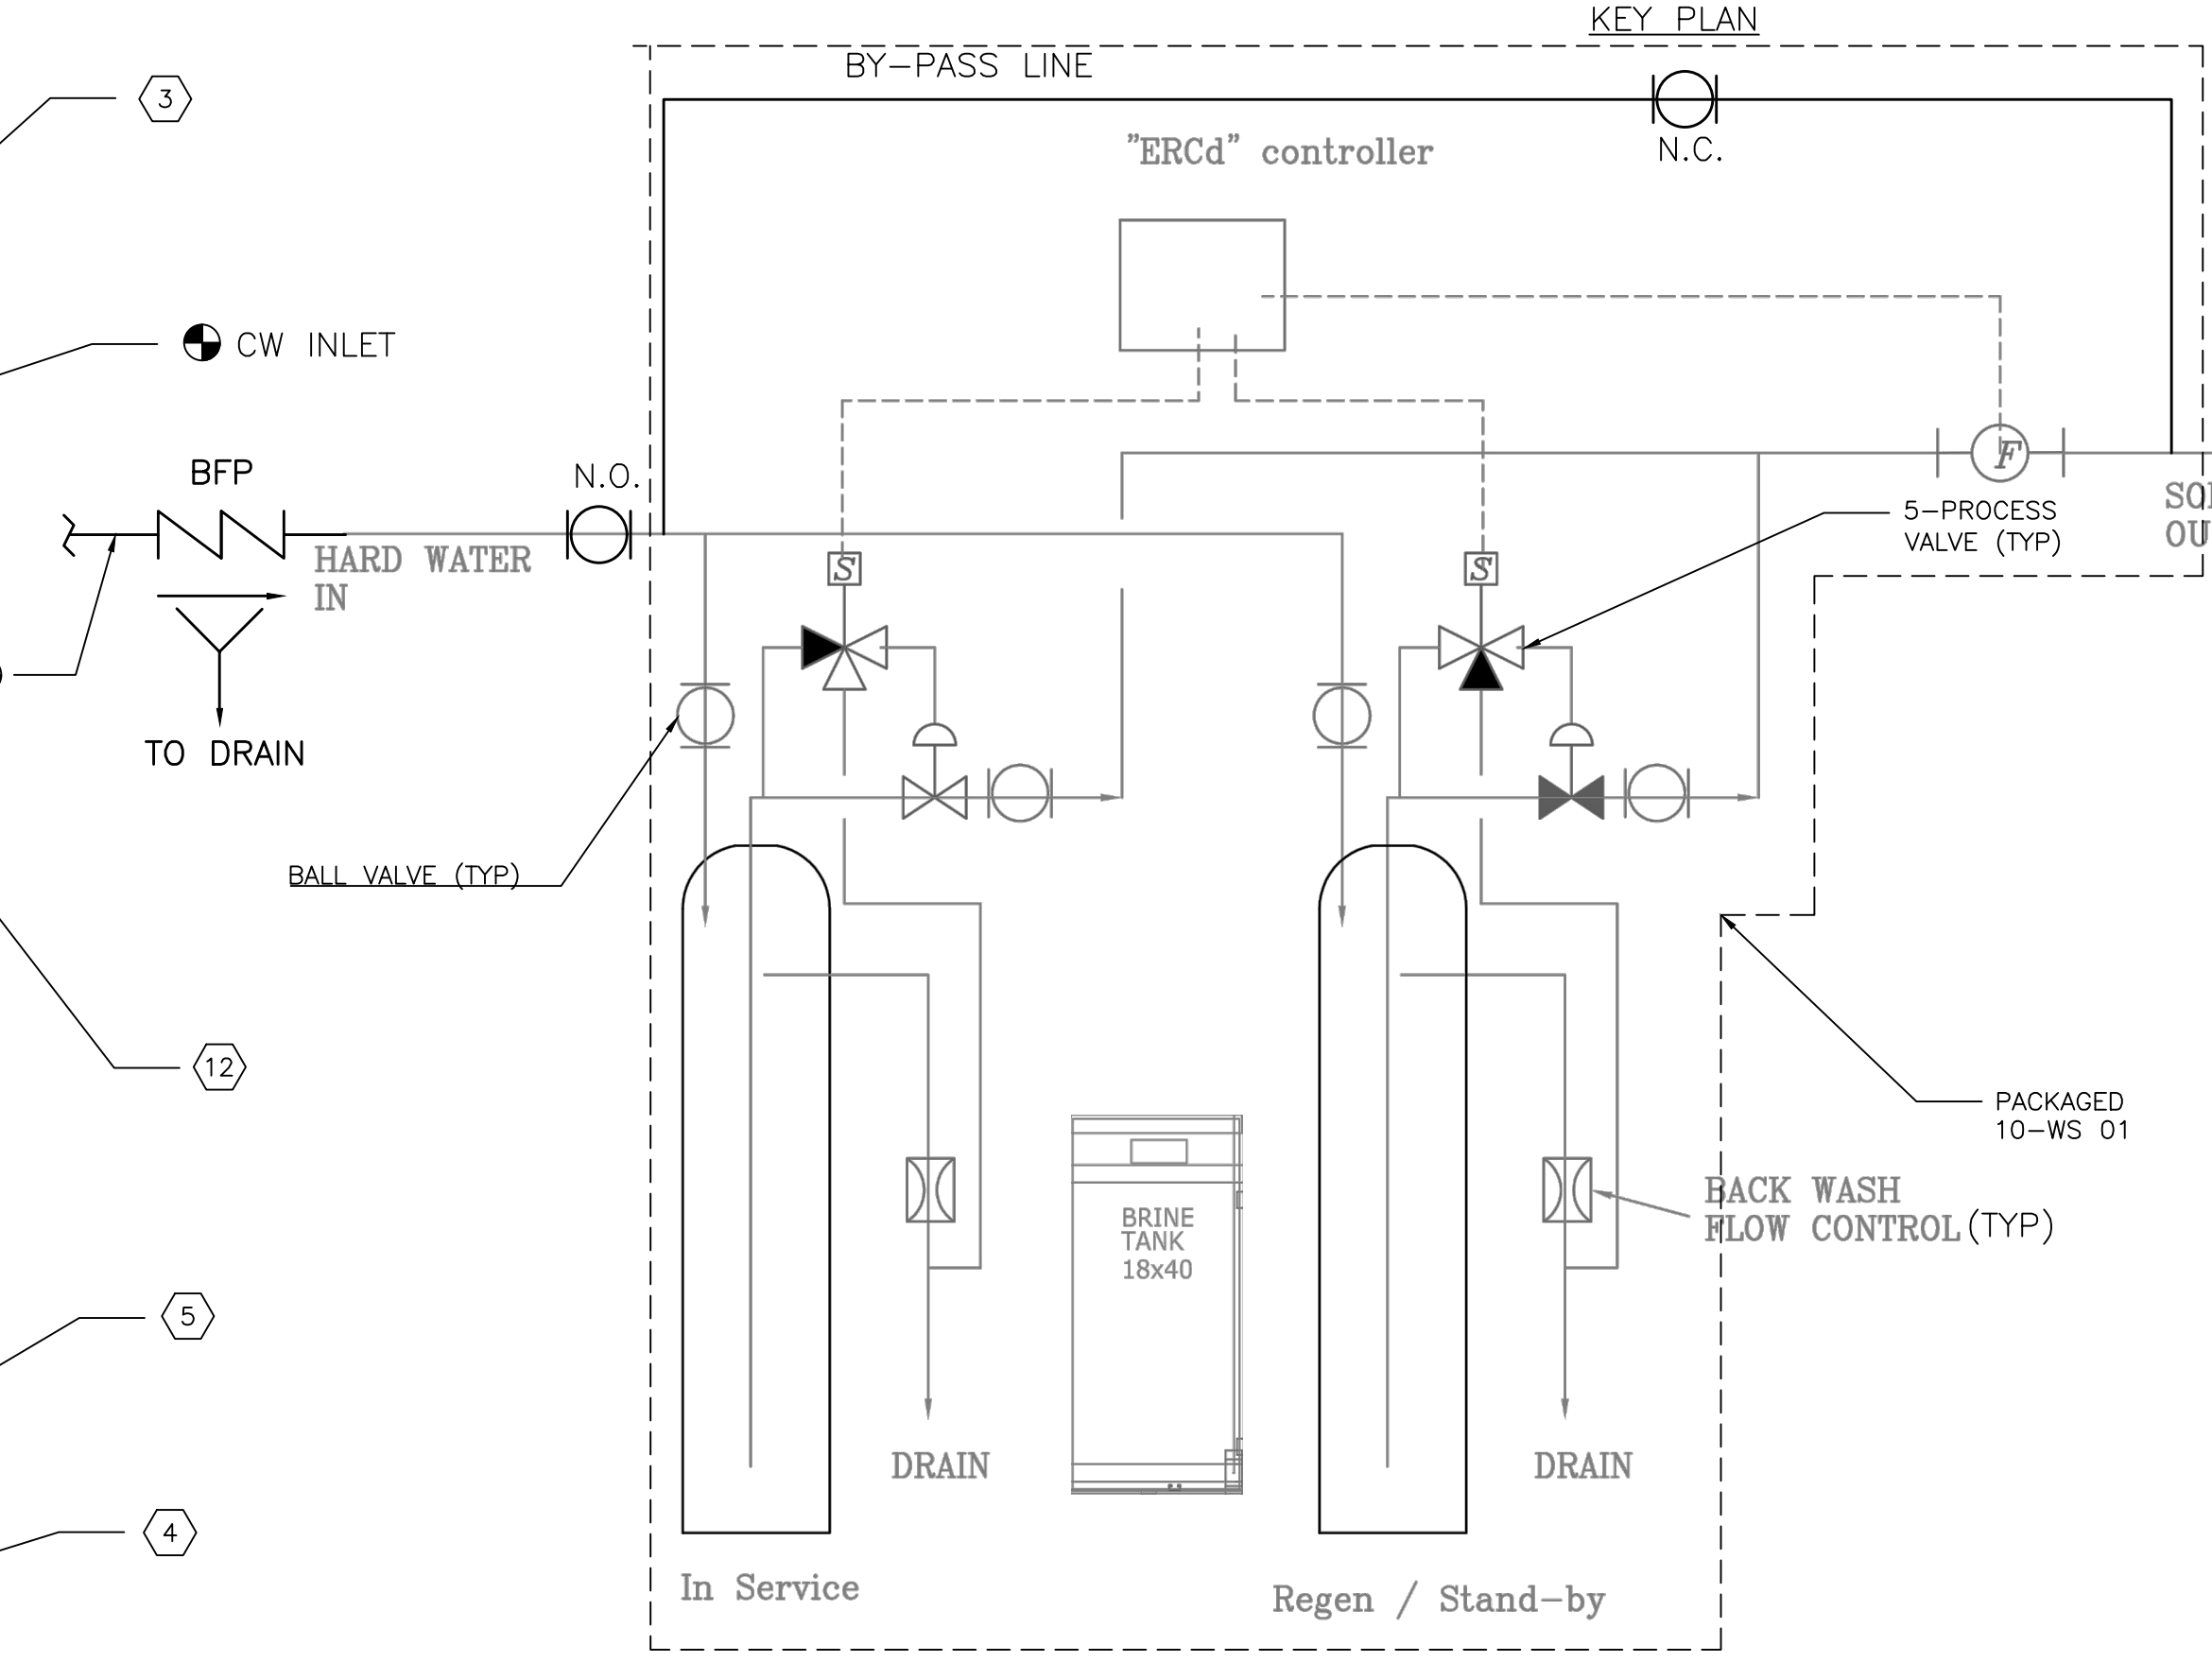 KEY PLAN
BY-PASS LINE
3
"ERCd" controller
N.C.
CW INLET
BFP
N.O.
F
HARD WATER
IN
5-PROCESS
VALVE (TYP)
S
S
TO DRAIN
BALL VALVE (TYP)
12
PACKAGED
10-WS 01
BACK WASH
FLOW CONTROL (TYP)
BRINE
TANK
18x40
5
DRAIN
DRAIN
4
In Service
Regen / Stand-by